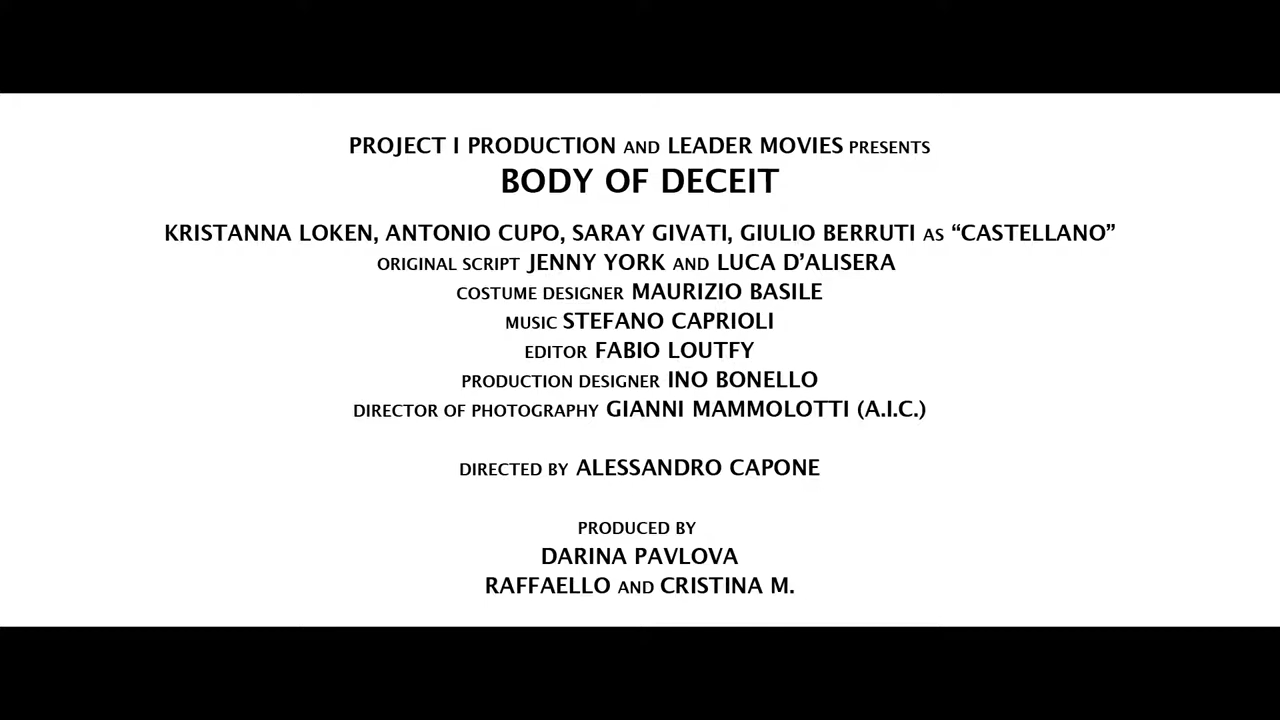 PROJECT I PRODUCTION AND LEADER MOVIES PRESENTS
BODY OF DECEIT
KRISTANNA LOKEN, ANTONIO CUPO, SARAY GIVATI, GIULIO BERRUTI AS “CASTELLANO”
ORIGINAL SCRIPT JENNY YORK AND LUCA D’ALISERA
COSTUME DESIGNER MAURIZIO BASILE
MUSIC STEFANO CAPRIOLI
EDITOR FABIO LOUTFY
PRODUCTION DESIGNER INO BONELLO
DIRECTOR OF PHOTOGRAPHY GIANNI MAMMOLOTTI (A.I.C.)
DIRECTED BY ALESSANDRO CAPONE
PRODUCED BY
DARINA PAVLOVA
RAFFAELLO AND CRISTINA M.